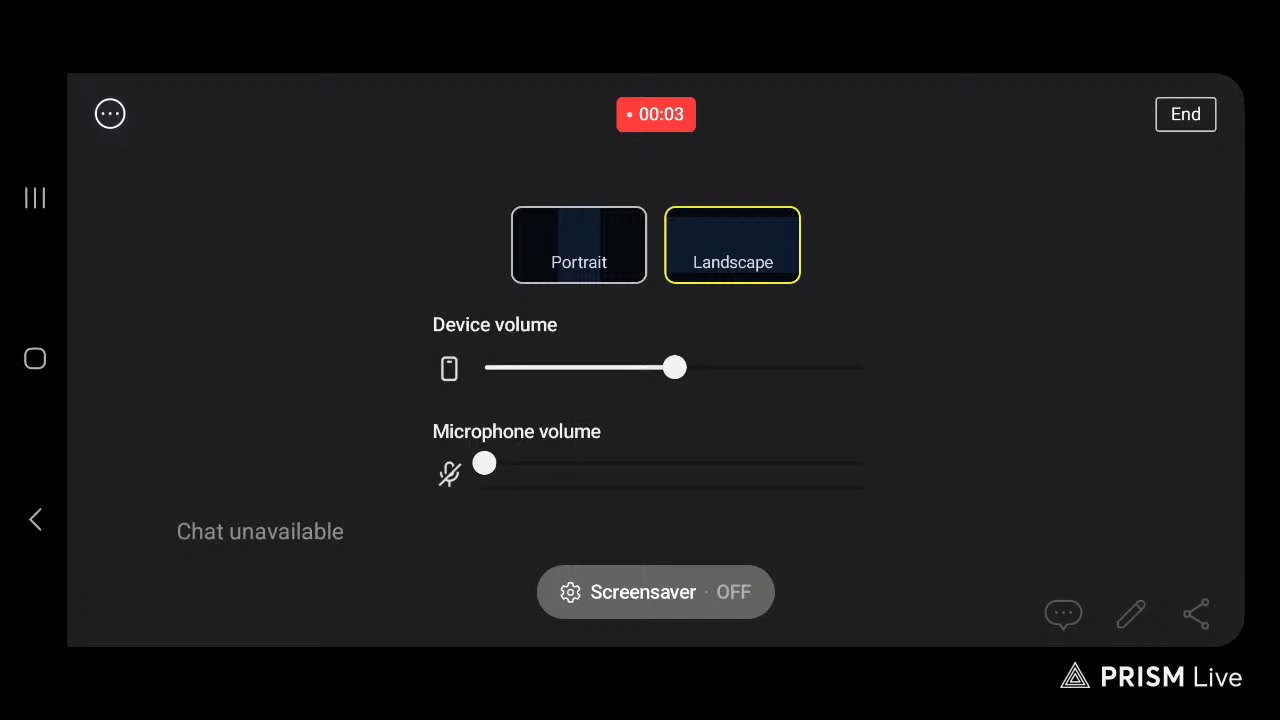 • 00:03
End
Portrait
Landscape
Device volume
Microphone volume
Chat unavailable
Screensaver · OFF
PRISM Live